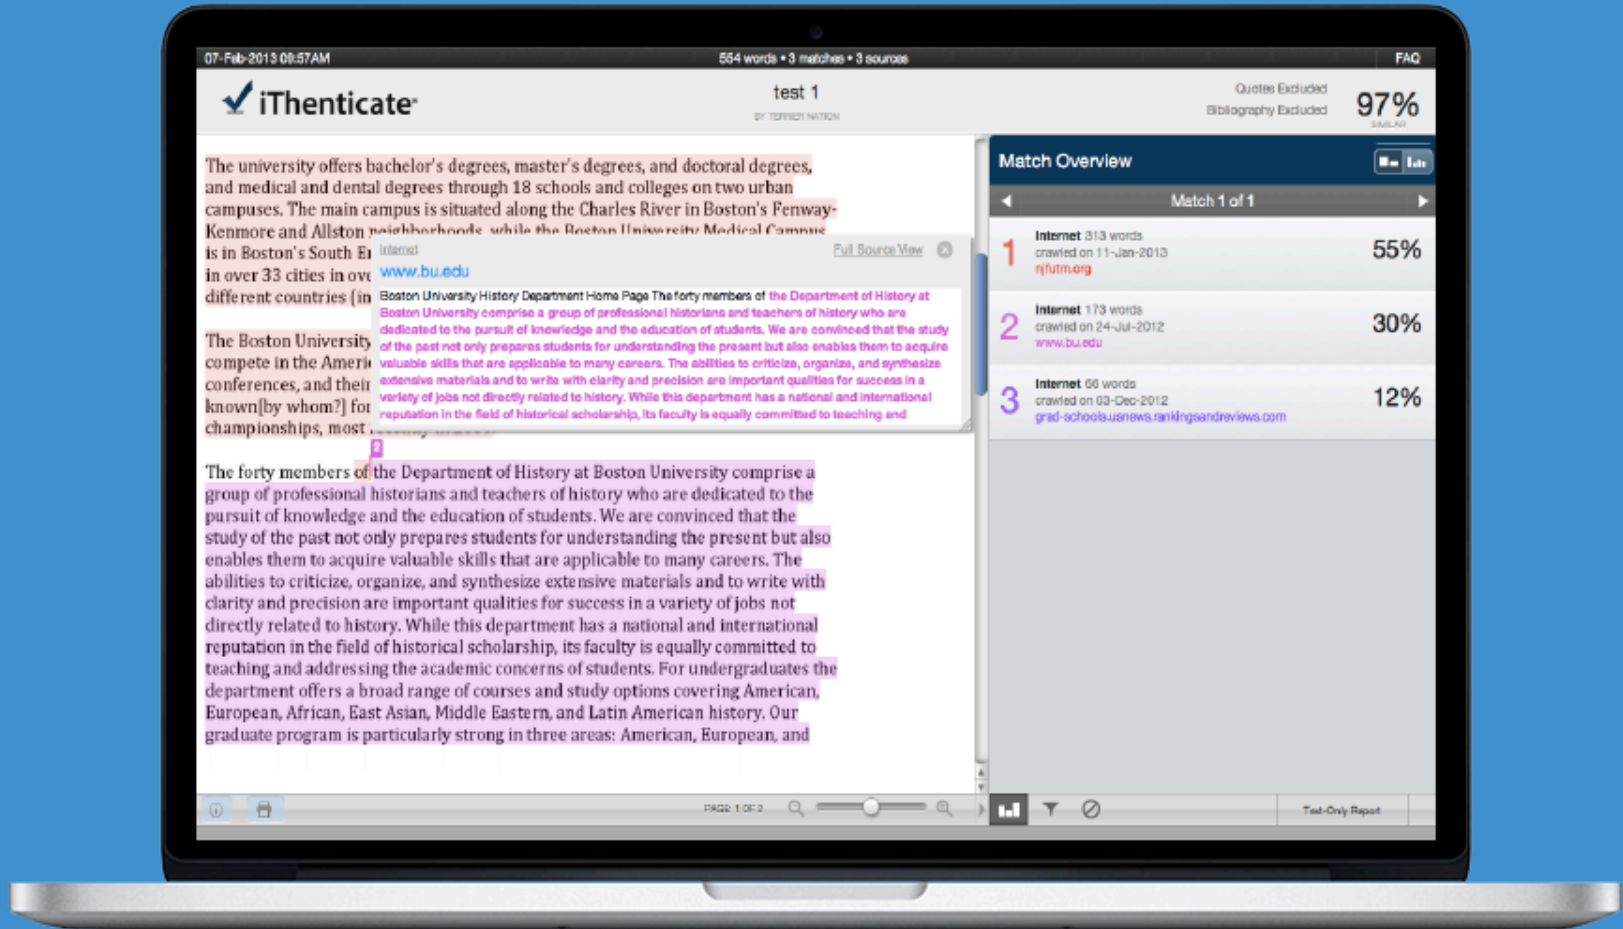 07-Feb-2013 09:57AM
554 words • 3 matches • 3 sources
FAQ
iThenticate®
test 1
BY TERRIER NATION
Quotes Excluded
Bibliography Excluded
97%
SIMILAR
The university offers bachelor's degrees, master's degrees, and doctoral degrees,
and medical and dental degrees through 18 schools and colleges on two urban
campuses. The main campus is situated along the Charles River in Boston's Fenway-
Kenmore and Allston neighborhoods, while the Boston University Medical Campus
is in Boston's South
in over 33 cities in
different countries
The Boston University
compete in the
conferences, and their
known[by whom?] for
championships, most
Internet
Full Source View
www.bu.edu
Boston University History Department Home Page The forty members of the Department of History at
Boston University comprise a group of professional historians and teachers of history who are
dedicated to the pursuit of knowledge and the education of students. We are convinced that the study
of the past not only prepares students for understanding the present but also enables them to acquire
valuable skills that are applicable to many careers. The abilities to criticize, organize, and synthesize
extensive materials and to write with clarity and precision are important qualities for success in a
variety of jobs not directly related to history. While this department has a national and international
reputation in the field of historical scholarship, its faculty is equally committed to teaching and
2
The forty members of the Department of History at Boston University comprise a
group of professional historians and teachers of history who are dedicated to the
pursuit of knowledge and the education of students. We are convinced that the
study of the past not only prepares students for understanding the present but also
enables them to acquire valuable skills that are applicable to many careers. The
abilities to criticize, organize, and synthesize extensive materials and to write with
clarity and precision are important qualities for success in a variety of jobs not
directly related to history. While this department has a national and international
reputation in the field of historical scholarship, its faculty is equally committed to
teaching and addressing the academic concerns of students. For undergraduates the
department offers a broad range of courses and study options covering American,
European, African, East Asian, Middle Eastern, and Latin American history. Our
graduate program is particularly strong in three areas: American, European, and
PAGE: 1 OF 2
Match Overview
Match 1 of 1
1
Internet 313 words
crawled on 11-Jan-2013
njfutm.org
55%
2
Internet 173 words
crawled on 24-Jul-2012
www.bu.edu
30%
3
Internet 66 words
crawled on 03-Dec-2012
grad-schools.usnews.rankingsandreviews.com
12%
Text-Only Report